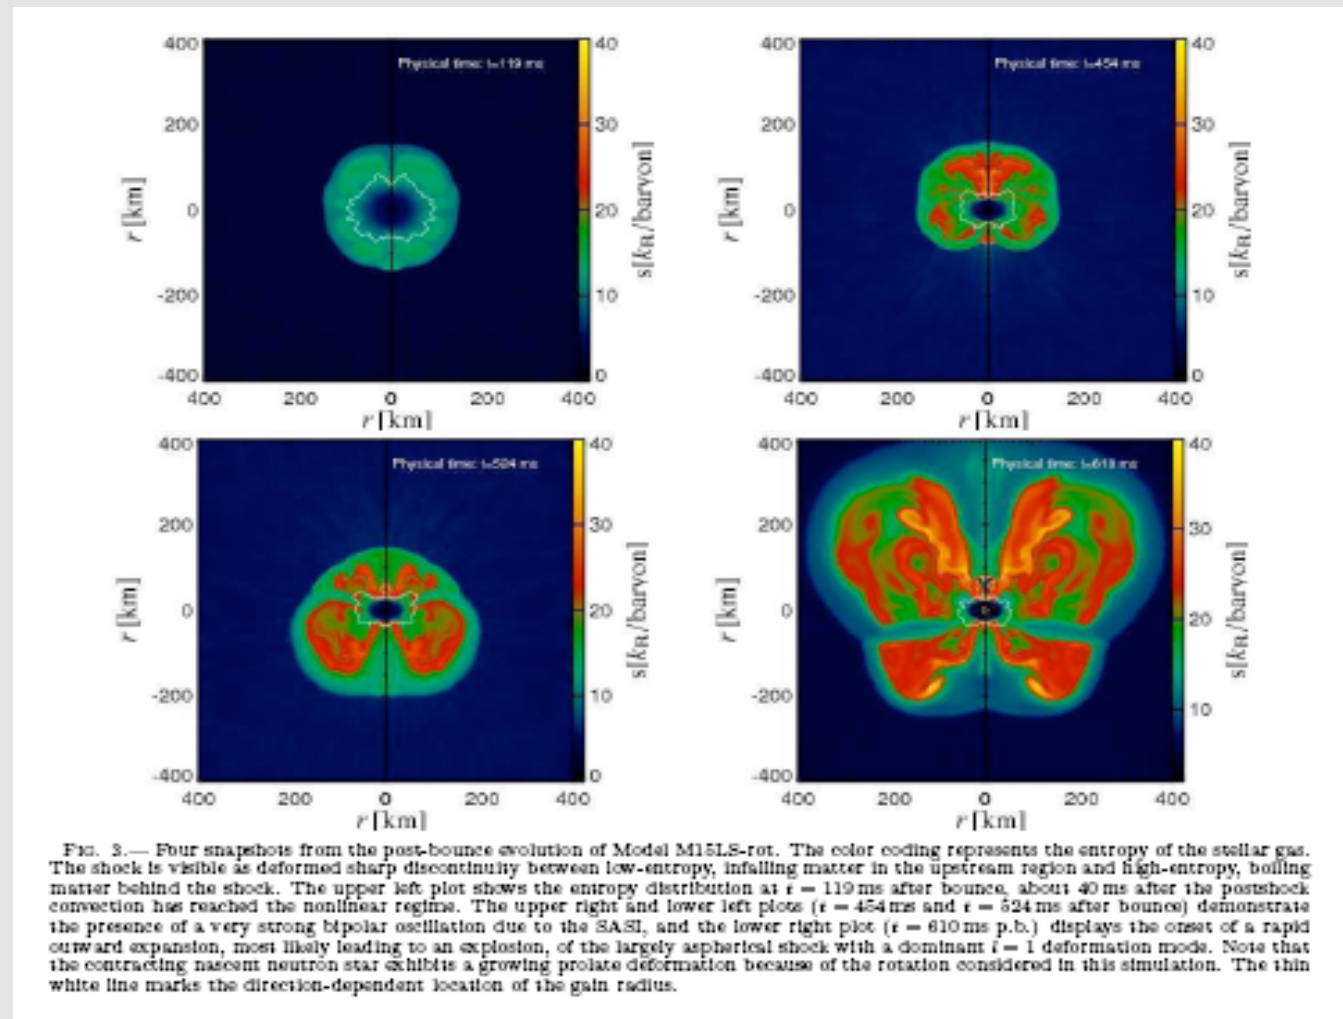 400
200
0
-200
-400
r [km]
400 200 0 200 400
r [km]
Physical time: t=119 ms
40
30
20
10
0
s[kB/baryon]
400
200
0
-200
-400
r [km]
400 200 0 200 400
r [km]
Physical time: t=454 ms
40
30
20
10
0
s[kB/baryon]
400
200
0
-200
-400
r [km]
400 200 0 200 400
r [km]
Physical time: t=524 ms
40
30
20
10
0
s[kB/baryon]
400
200
0
-200
-400
r [km]
400 200 0 200 400
r [km]
Physical time: t=610 ms
40
30
20
10
s[kB/baryon]
FIG. 3.— Four snapshots from the post-bounce evolution of Model M15LS-rot. The color coding represents the entropy of the stellar gas.
The shock is visible as deformed sharp discontinuity between low-entropy, infalling matter in the upstream region and high-entropy, boiling
matter behind the shock. The upper left plot shows the entropy distribution at t = 119 ms after bounce, about 40 ms after the postshock
convection has reached the nonlinear regime. The upper right and lower left plots (t = 454 ms and t = 524 ms after bounce) demonstrate
the presence of a very strong bipolar oscillation due to the SASI, and the lower right plot (t = 610 ms p.b.) displays the onset of a rapid
outward expansion, most likely leading to an explosion, of the largely aspherical shock with a dominant l = 1 deformation mode. Note that
the contracting nascent neutron star exhibits a growing prolate deformation because of the rotation considered in this simulation. The thin
white line marks the direction-dependent location of the gain radius.